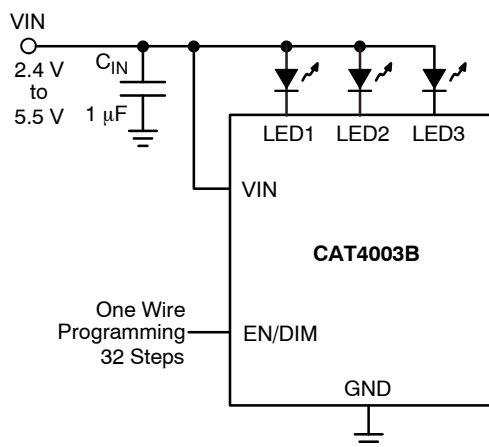 VIN
2.4 V
to
5.5 V
CIN
1 μF
LED1 LED2 LED3
VIN
CAT4003B
One Wire
Programming
32 Steps
EN/DIM
GND